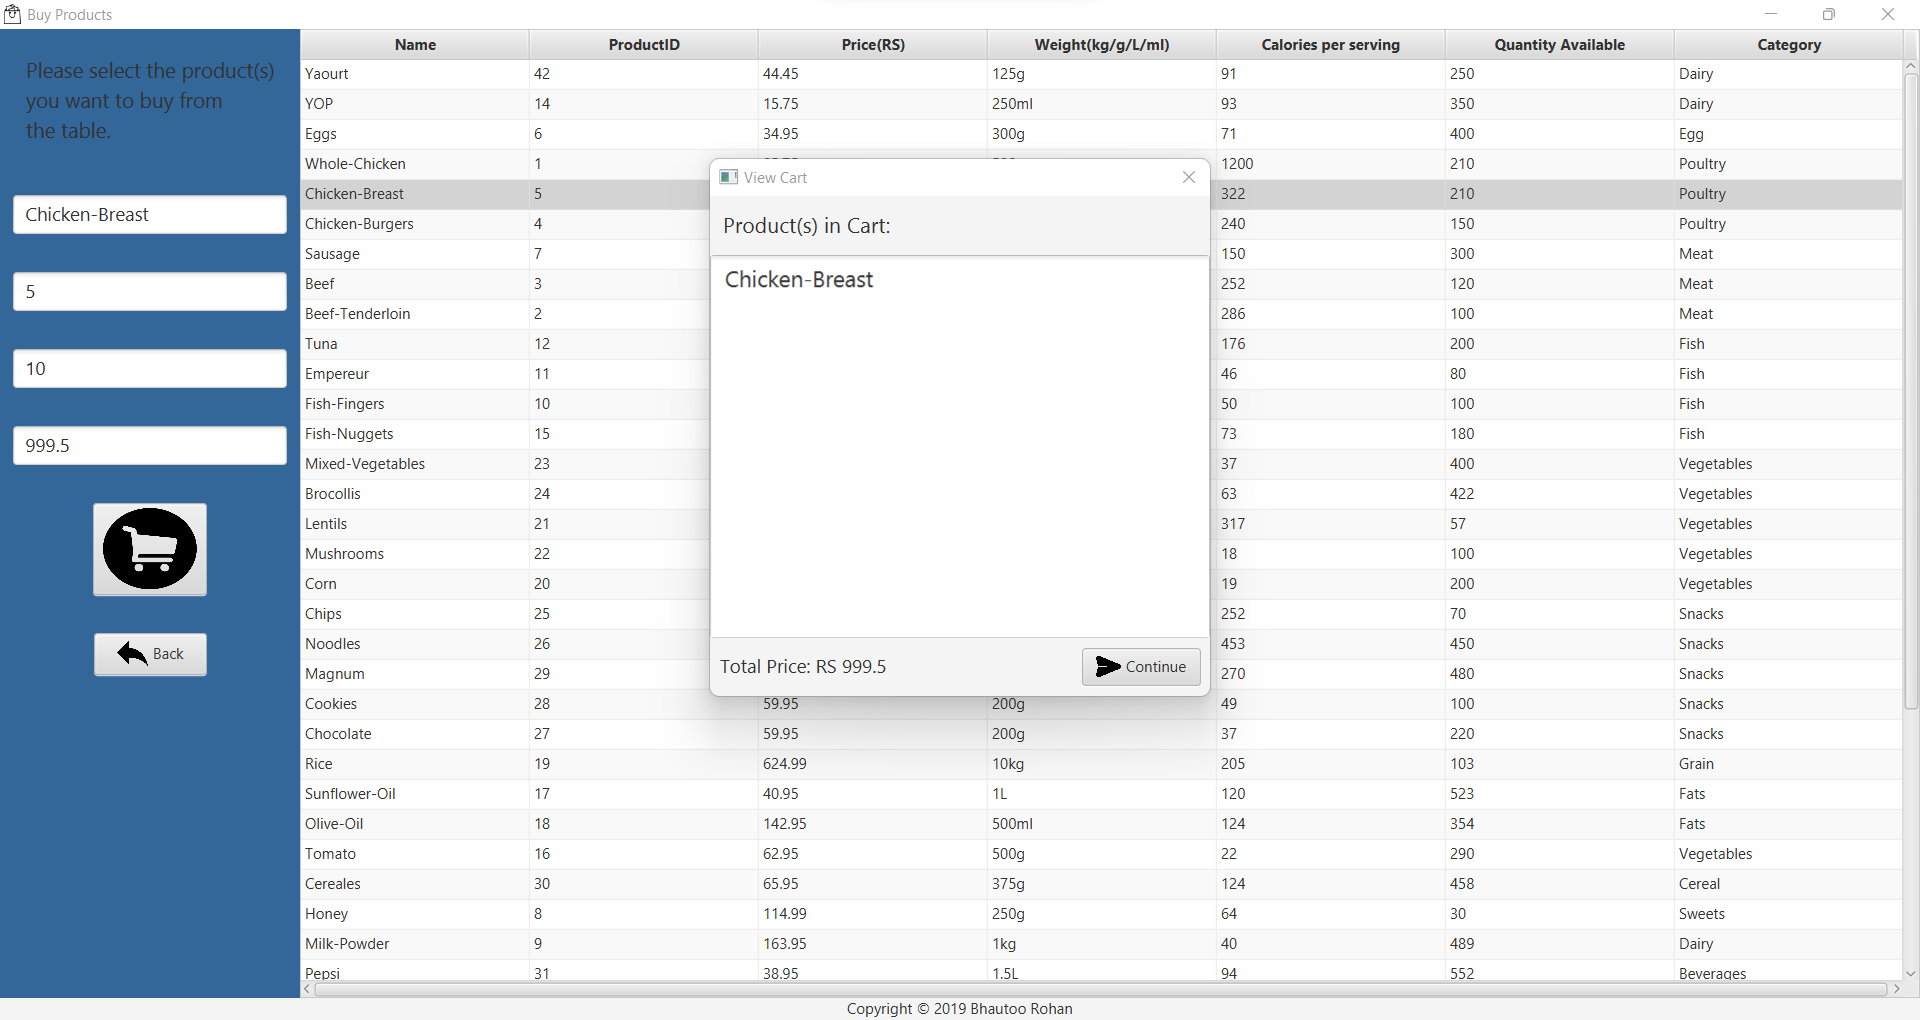 Buy Products
Please select the product(s)
you want to buy from
the table.
Chicken-Breast
5
10
999.5
Back
Name ProductID Price(RS) Weight(kg/g/L/ml) Calories per serving Quantity Available Category
Yaourt 42 44.45 125g 91 250 Dairy
YOP 14 15.75 250ml 93 350 Dairy
Eggs 6 34.95 300g 71 400 Egg
Whole-Chicken 1 1200 210 Poultry
Chicken-Breast 5 322 210 Poultry
Chicken-Burgers 4 240 150 Poultry
Sausage 7 150 300 Meat
Beef 3 252 120 Meat
Beef-Tenderloin 2 286 100 Meat
Tuna 12 176 200 Fish
Empereur 11 46 80 Fish
Fish-Fingers 10 50 100 Fish
Fish-Nuggets 15 73 180 Fish
Mixed-Vegetables 23 37 400 Vegetables
Brocollis 24 63 422 Vegetables
Lentils 21 317 57 Vegetables
Mushrooms 22 18 100 Vegetables
Corn 20 19 200 Vegetables
Chips 25 252 70 Snacks
Noodles 26 453 450 Snacks
Magnum 29 270 480 Snacks
Cookies 28 59.95 200g 49 100 Snacks
Chocolate 27 59.95 200g 37 220 Snacks
Rice 19 624.99 10kg 205 103 Grain
Sunflower-Oil 17 40.95 1L 120 523 Fats
Olive-Oil 18 142.95 500ml 124 354 Fats
Tomato 16 62.95 500g 22 290 Vegetables
Cereales 30 65.95 375g 124 458 Cereal
Honey 8 114.99 250g 64 30 Sweets
Milk-Powder 9 163.95 1kg 40 489 Dairy
Pepsi 31 38.95 1.5L 94 552 Beverages
View Cart
Product(s) in Cart:
Chicken-Breast
Total Price: RS 999.5
Continue
Copyright © 2019 Bhautoo Rohan